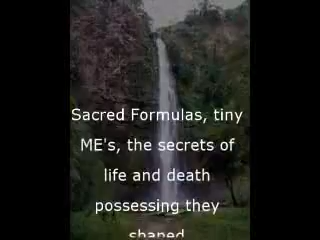 Sacred Formulas, tiny
ME's, the secrets of
life and death
possessing they
shaped